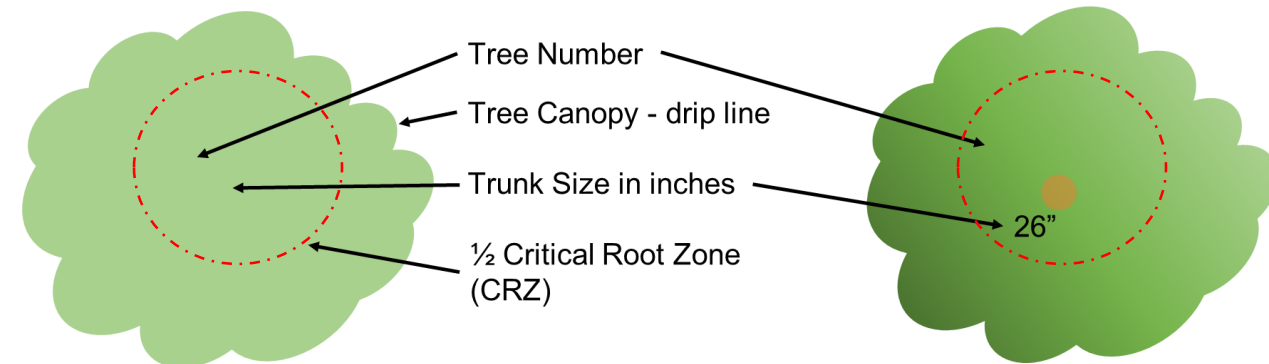 Tree Number
Tree Canopy - drip line
Trunk Size in inches
26”
½ Critical Root Zone
(CRZ)